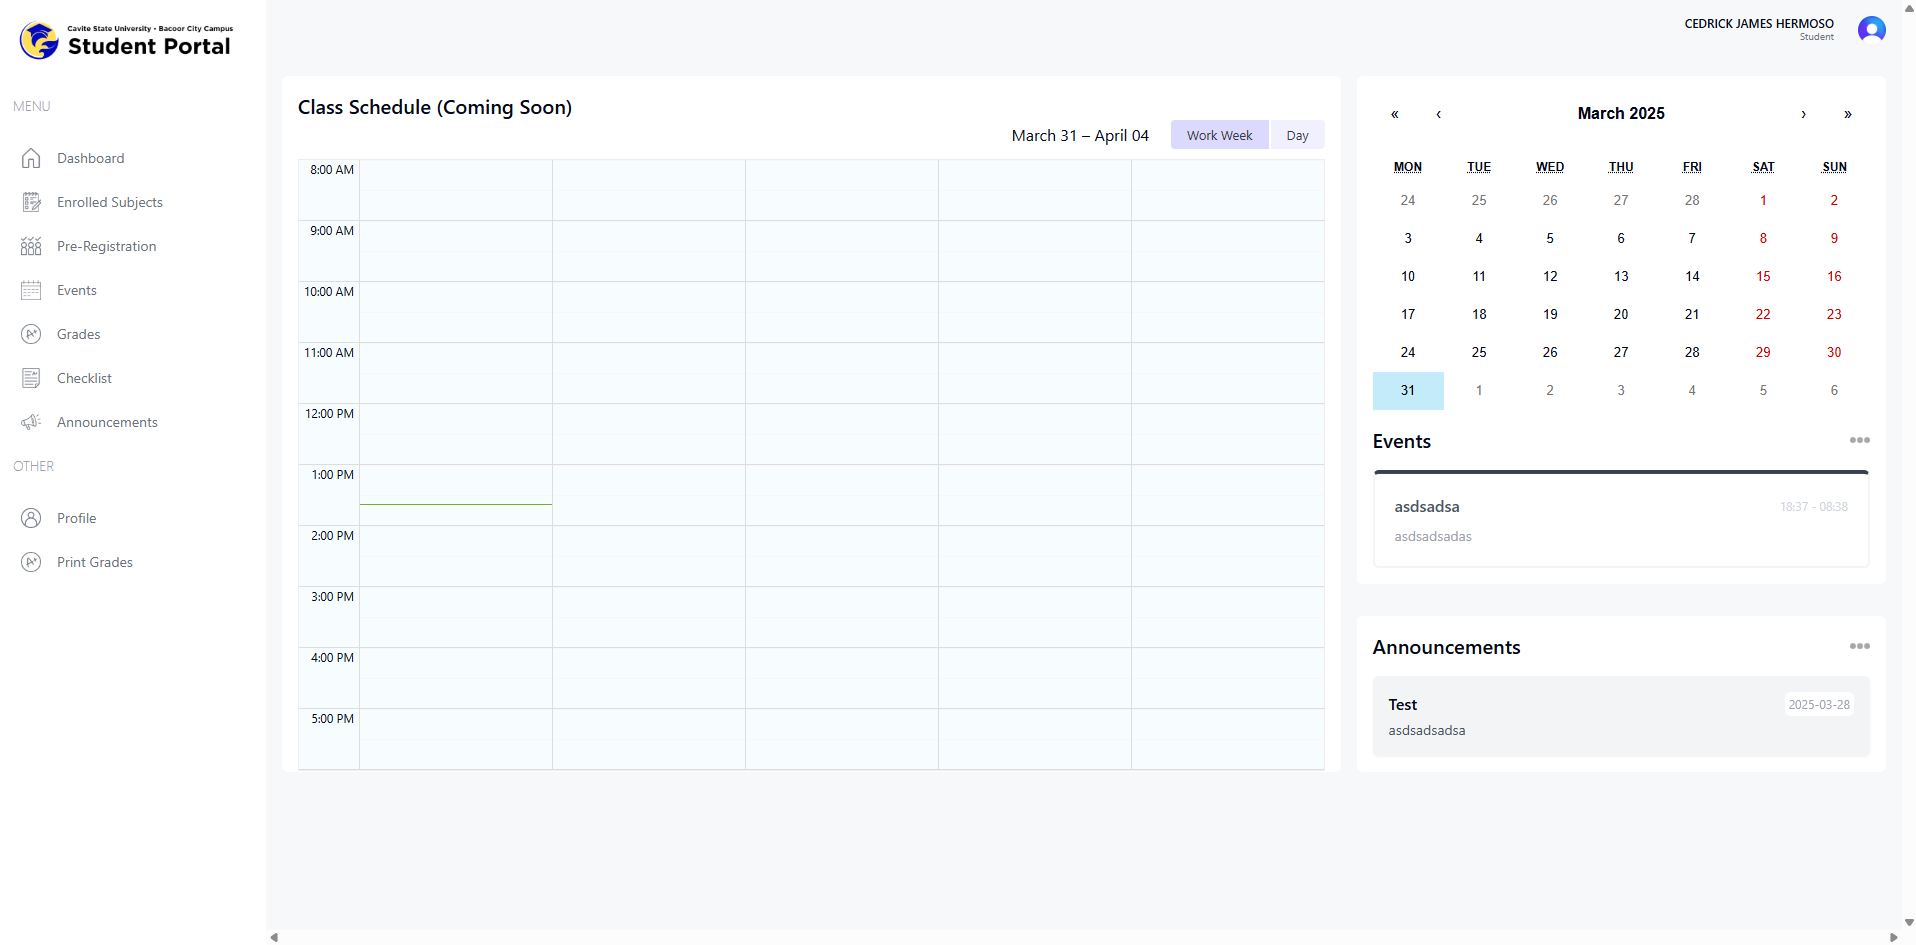 Cavite State University - Bacoor City Campus
Student Portal
MENU
Dashboard
Enrolled Subjects
Pre-Registration
Events
Grades
Checklist
Announcements
OTHER
Profile
Print Grades
CEDRICK JAMES HERMOSO
Student
Class Schedule (Coming Soon)
March 31 – April 04
Work Week
Day
8:00 AM
9:00 AM
10:00 AM
11:00 AM
12:00 PM
1:00 PM
2:00 PM
3:00 PM
4:00 PM
5:00 PM
« ‹ March 2025 › »
MON TUE WED THU FRI SAT SUN
24 25 26 27 28 1 2
3 4 5 6 7 8 9
10 11 12 13 14 15 16
17 18 19 20 21 22 23
24 25 26 27 28 29 30
31 1 2 3 4 5 6
Events
asdsadsa 18:37 - 08:38
asdsadsadas
Announcements
Test 2025-03-28
asdsadsadsa